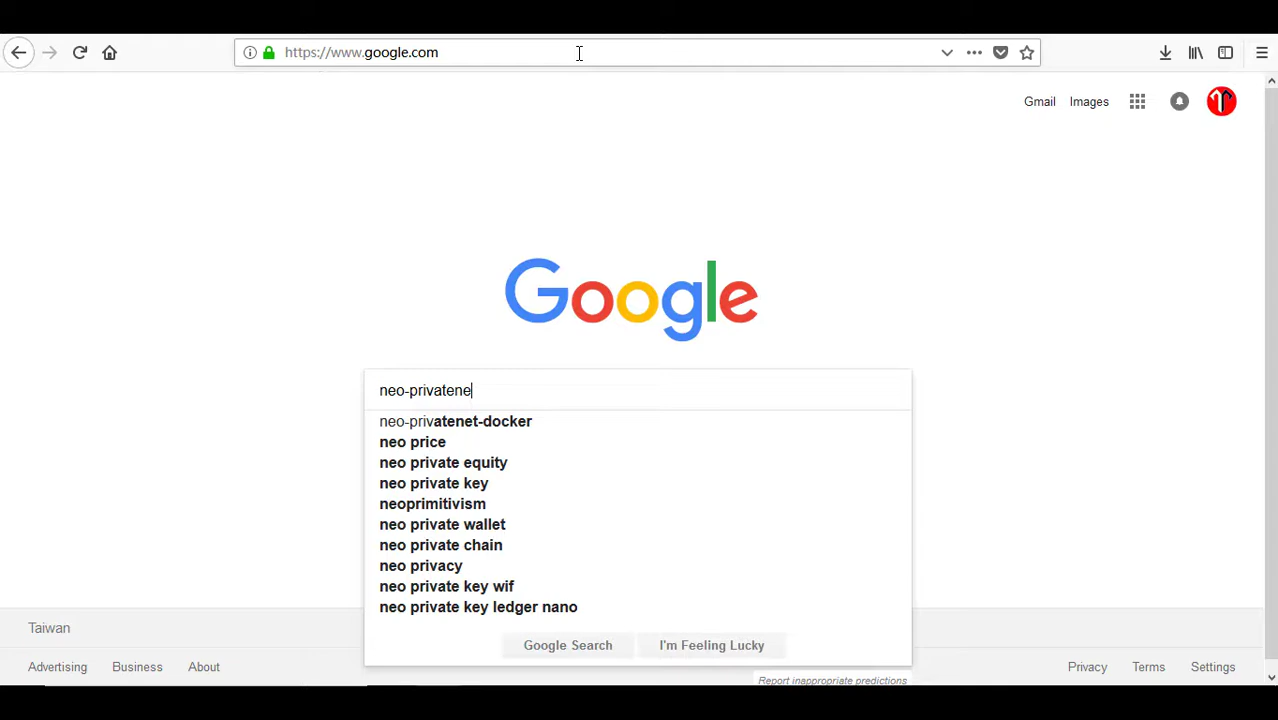 https://www.google.com
Gmail Images
Google
neo-privatene
neo-privatenet-docker
neo price
neo private equity
neo private key
neoprimitivism
neo private wallet
neo private chain
neo privacy
neo private key wif
neo private key ledger nano
Google Search I'm Feeling Lucky
Taiwan
Advertising Business About Privacy Terms Settings
Report inappropriate predictions